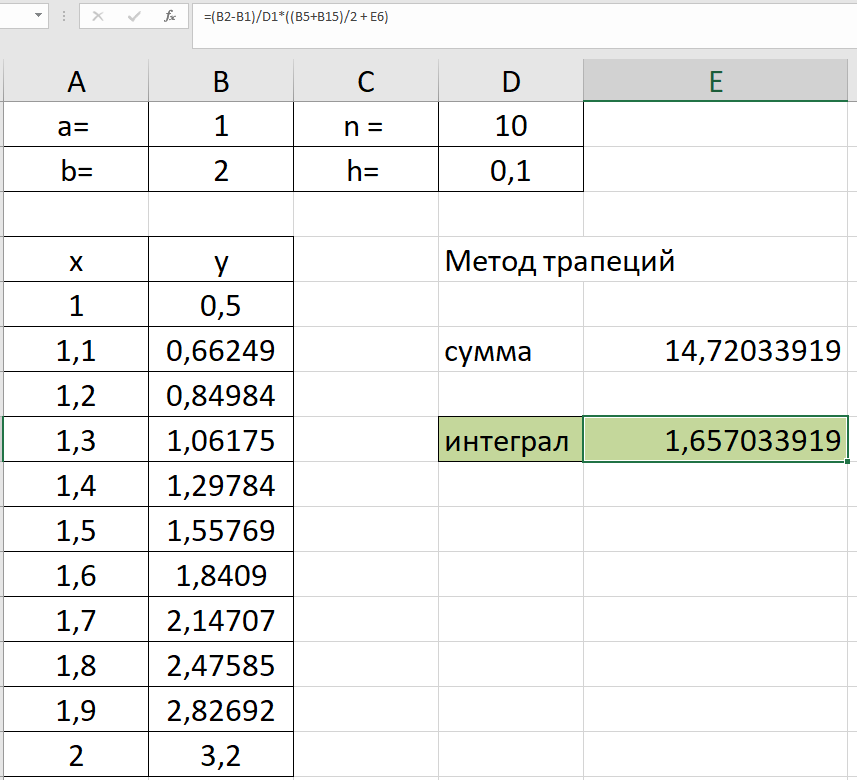 =(B2-B1)/D1*((B5+B15)/2 + E6)
A B C D E
a= 1 n = 10
b= 2 h= 0,1
x y Метод трапеций
1 0,5
1,1 0,66249 сумма 14,72033919
1,2 0,84984
1,3 1,06175 интеграл 1,657033919
1,4 1,29784
1,5 1,55769
1,6 1,8409
1,7 2,14707
1,8 2,47585
1,9 2,82692
2 3,2